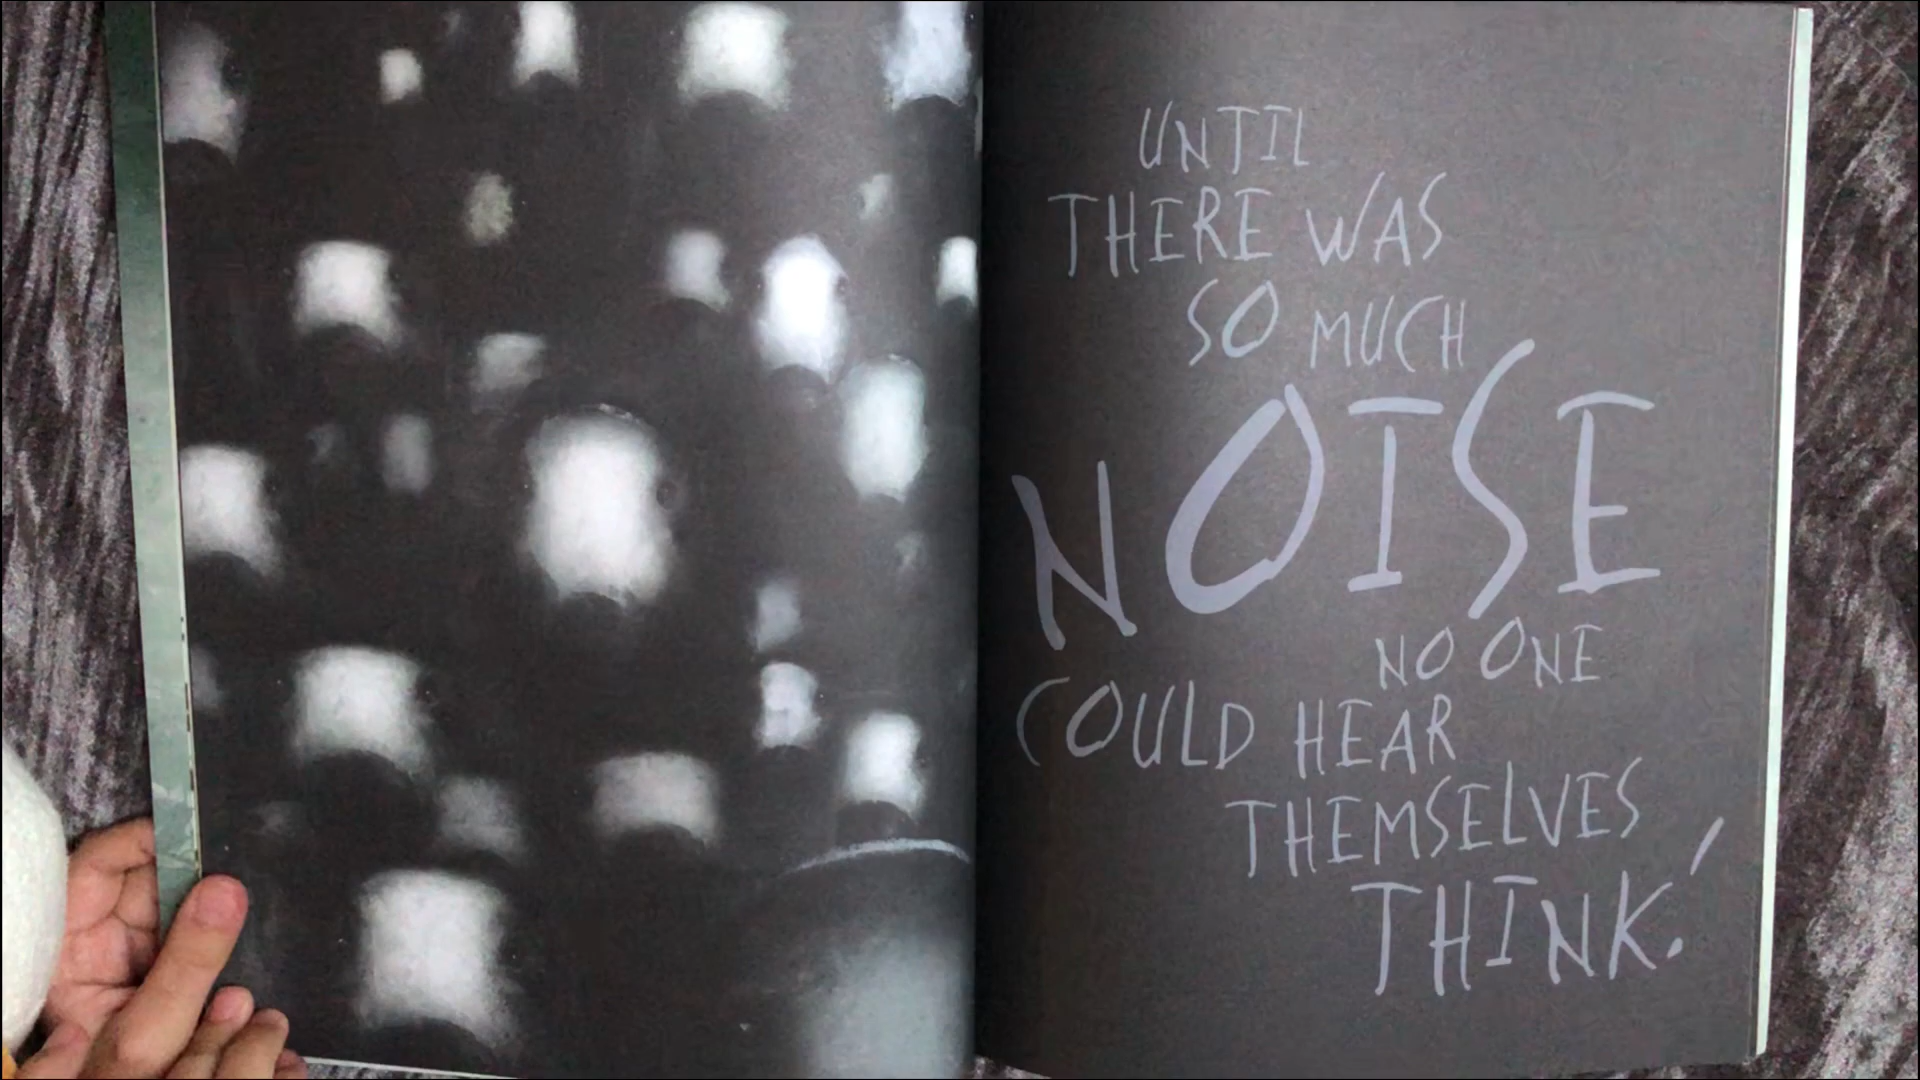 UNTIL
THERE WAS
SO MUCH
NOISE
NO ONE
COULD HEAR
THEMSELVES
THINK!